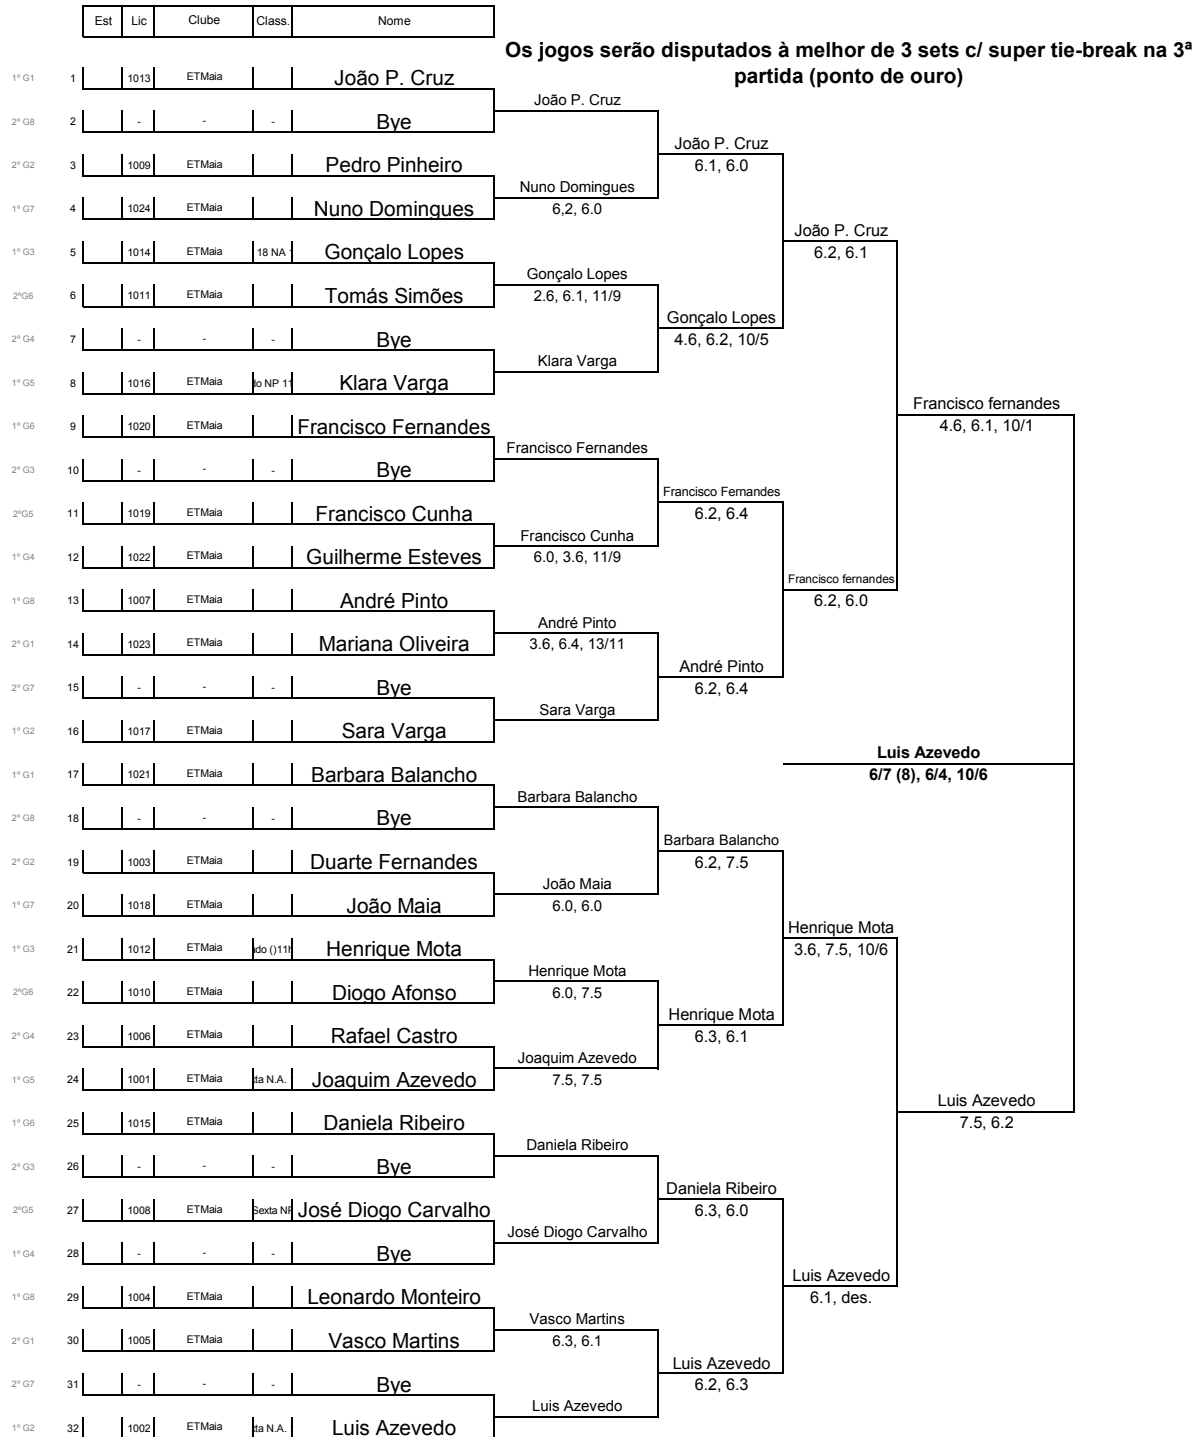 Est Lic Clube Class. Nome
Os jogos serão disputados à melhor de 3 sets c/ super tie-break na 3ª
partida (ponto de ouro)
1º G1 1 1013 ETMaia João P. Cruz
João P. Cruz
2º G8 2 - - - Bye
João P. Cruz
6.1, 6.0
2º G2 3 1009 ETMaia Pedro Pinheiro
Nuno Domingues
6,2, 6.0
1º G7 4 1024 ETMaia Nuno Domingues
João P. Cruz
6.2, 6.1
1º G3 5 1014 ETMaia 18 NA Gonçalo Lopes
Gonçalo Lopes
2.6, 6.1, 11/9
2ºG6 6 1011 ETMaia Tomás Simões
Gonçalo Lopes
4.6, 6.2, 10/5
2º G4 7 - - - Bye
Klara Varga
1º G5 8 1016 ETMaia do NP 11 Klara Varga
Francisco fernandes
4.6, 6.1, 10/1
1º G6 9 1020 ETMaia Francisco Fernandes
Francisco Fernandes
2º G3 10 - - - Bye
Francisco Fernandes
6.2, 6.4
2ºG5 11 1019 ETMaia Francisco Cunha
Francisco Cunha
6.0, 3.6, 11/9
1º G4 12 1022 ETMaia Guilherme Esteves
Francisco fernandes
6.2, 6.0
1º G8 13 1007 ETMaia André Pinto
André Pinto
3.6, 6.4, 13/11
2º G1 14 1023 ETMaia Mariana Oliveira
André Pinto
6.2, 6.4
2º G7 15 - - - Bye
Sara Varga
1º G2 16 1017 ETMaia Sara Varga
Luis Azevedo
6/7 (8), 6/4, 10/6
1º G1 17 1021 ETMaia Barbara Balancho
Barbara Balancho
2º G8 18 - - - Bye
Barbara Balancho
6.2, 7.5
2º G2 19 1003 ETMaia Duarte Fernandes
João Maia
6.0, 6.0
1º G7 20 1018 ETMaia João Maia
Henrique Mota
3.6, 7.5, 10/6
1º G3 21 1012 ETMaia do ()11h Henrique Mota
Henrique Mota
6.0, 7.5
2ºG6 22 1010 ETMaia Diogo Afonso
Henrique Mota
6.3, 6.1
2º G4 23 1006 ETMaia Rafael Castro
Joaquim Azevedo
7.5, 7.5
1º G5 24 1001 ETMaia ta N.A. Joaquim Azevedo
Luis Azevedo
7.5, 6.2
1º G6 25 1015 ETMaia Daniela Ribeiro
Daniela Ribeiro
2º G3 26 - - - Bye
Daniela Ribeiro
6.3, 6.0
2ºG5 27 1008 ETMaia Sexta NP José Diogo Carvalho
José Diogo Carvalho
1º G4 28 - - - Bye
Luis Azevedo
6.1, des.
1º G8 29 1004 ETMaia Leonardo Monteiro
Vasco Martins
6.3, 6.1
2º G1 30 1005 ETMaia Vasco Martins
Luis Azevedo
6.2, 6.3
2º G7 31 - - - Bye
Luis Azevedo
1º G2 32 1002 ETMaia ta N.A. Luis Azevedo